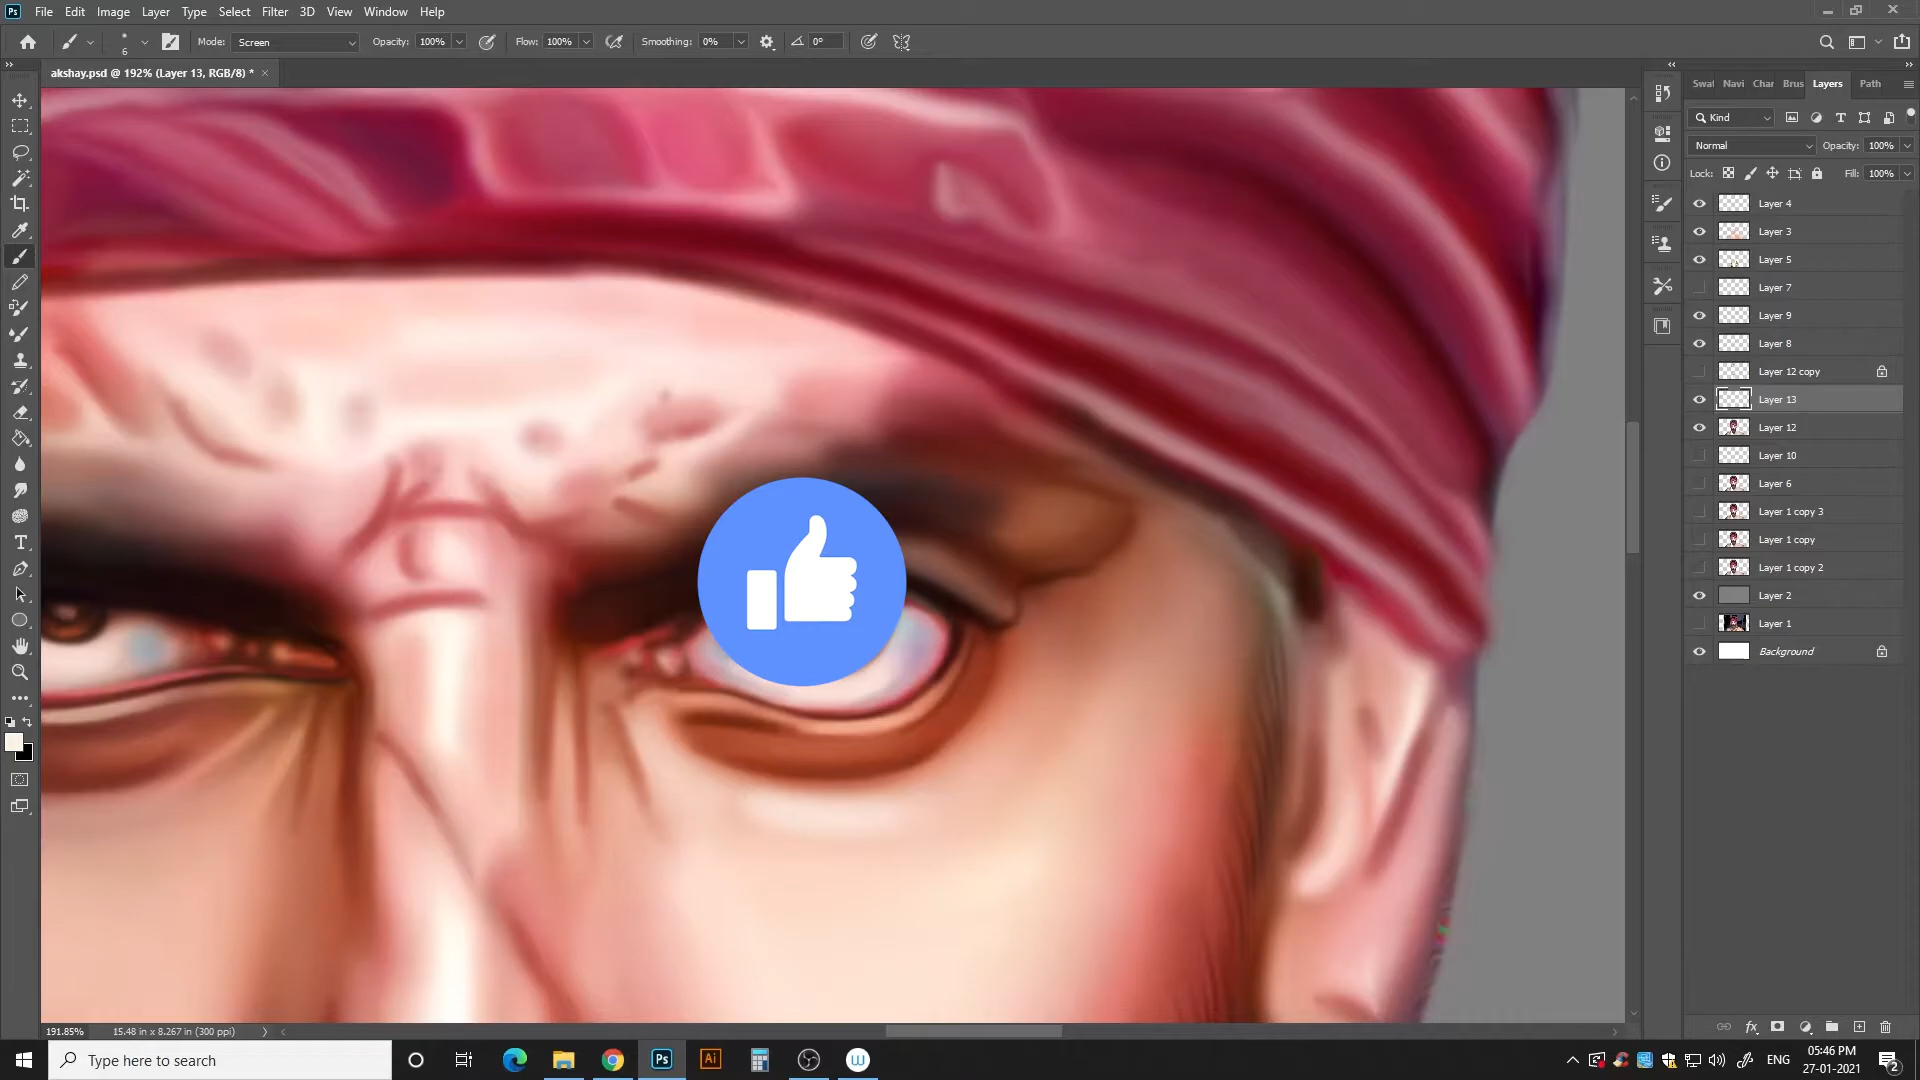 Ps File Edit Image Layer Type Select Filter 3D View Window Help
6 Mode: Screen Opacity: 100% Flow: 100% Smoothing: 0% 0°
akshay.psd @ 192% (Layer 13, RGB/8) * ×
Swat Navi Char Brus Layers Path
Kind
Normal Opacity: 100%
Lock: Fill: 100%
Layer 4
Layer 3
Layer 5
Layer 7
Layer 9
Layer 8
Layer 12 copy
Layer 13
Layer 12
Layer 10
Layer 6
Layer 1 copy 3
Layer 1 copy
Layer 1 copy 2
Layer 2
Layer 1
Background
191.85% 15.48 in x 8.267 in (300 ppi)
Type here to search
Ps Ai W
ENG
05:46 PM
27-01-2021
2